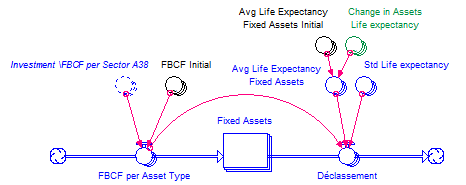 Avg Life Expectancy
Fixed Assets Initial
Change in Assets
Life expectancy
Investment \FBCF per Sector A38
FBCF Initial
Avg Life Expectancy
Fixed Assets
Std Life expectancy
Fixed Assets
FBCF per Asset Type
Déclassement